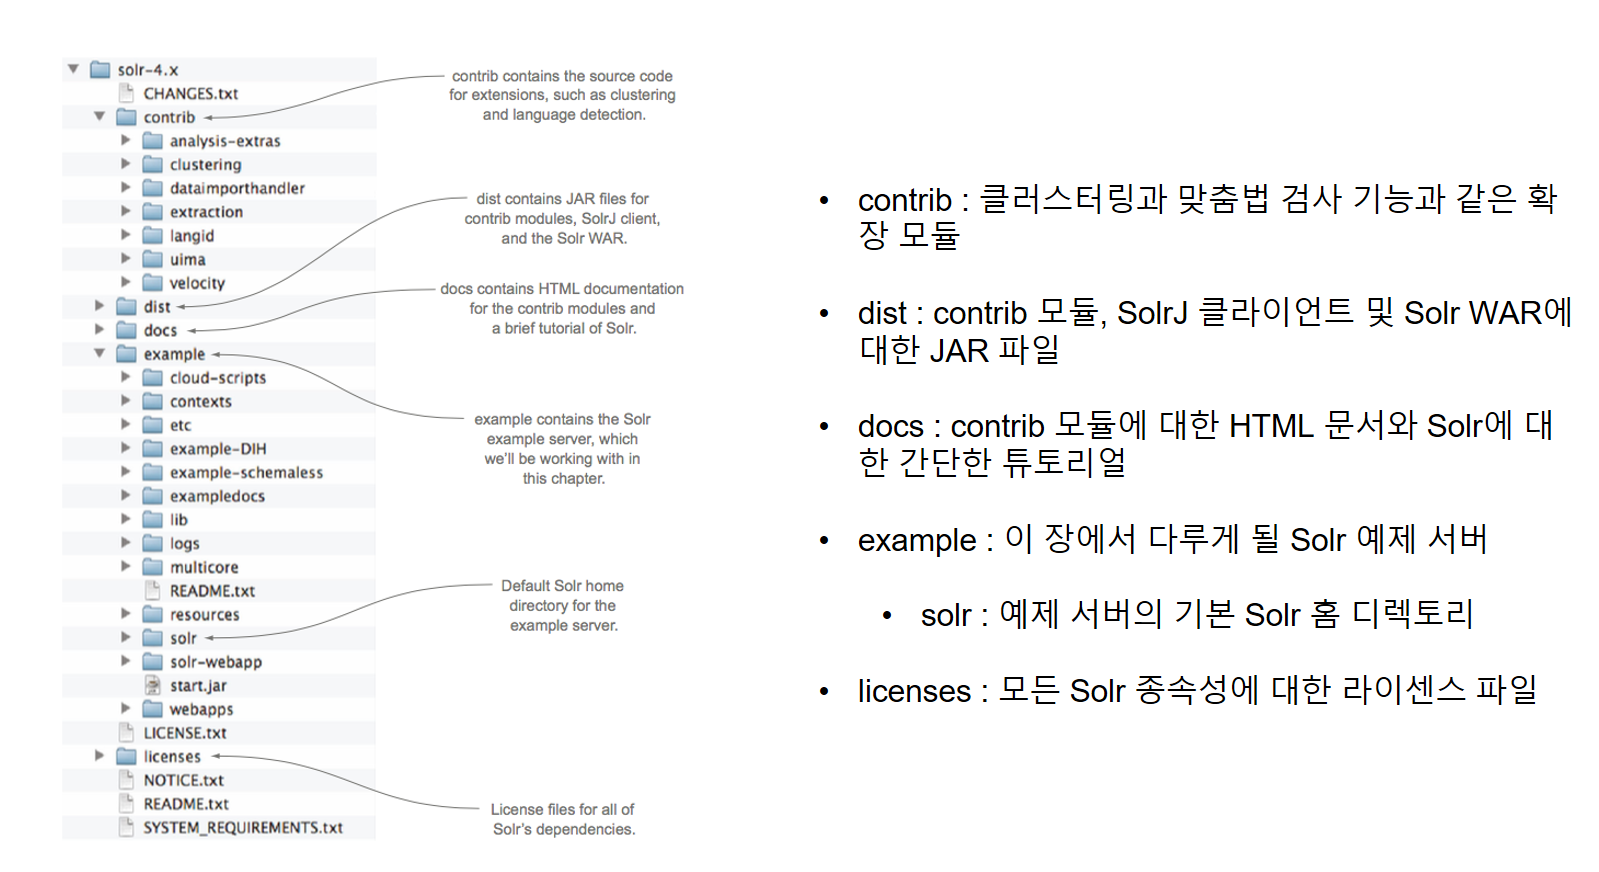 solr-4.x
CHANGES.txt
contrib
analysis-extras
clustering
dataimporthandler
extraction
langid
uima
velocity
dist
docs
example
cloud-scripts
contexts
etc
example-DIH
example-schemaless
exampledocs
lib
logs
multicore
README.txt
resources
solr
solr-webapp
start.jar
webapps
LICENSE.txt
licenses
NOTICE.txt
README.txt
SYSTEM_REQUIREMENTS.txt
contrib contains the source code
for extensions, such as clustering
and language detection.
dist contains JAR files for
contrib modules, SolrJ client,
and the Solr WAR.
docs contains HTML documentation
for the contrib modules and
a brief tutorial of Solr.
example contains the Solr
example server, which
we'll be working with in
this chapter.
Default Solr home
directory for the
example server.
License files for all of
Solr's dependencies.
• contrib : 클러스터링과 맞춤법 검사 기능과 같은 확
장 모듈
• dist : contrib 모듈, SolrJ 클라이언트 및 Solr WAR에
대한 JAR 파일
• docs : contrib 모듈에 대한 HTML 문서와 Solr에 대
한 간단한 튜토리얼
• example : 이 장에서 다루게 될 Solr 예제 서버
• solr : 예제 서버의 기본 Solr 홈 디렉토리
• licenses : 모든 Solr 종속성에 대한 라이센스 파일